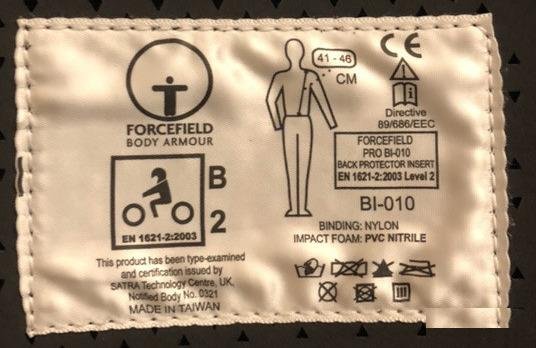 FORCEFIELD
BODY ARMOUR
B
2
EN 1621-2:2003
This product has been type-examined
and certification issued by
SATRA Technology Centre, UK,
Notified Body No. 0321
MADE IN TAIWAN
41 - 46
CM
CE
Directive
89/686/EEC
FORCEFIELD
PRO BI-010
BACK PROTECTOR INSERT
EN 1621-2:2003 Level 2
BI-010
BINDING: NYLON
IMPACT FOAM: PVC NITRILE